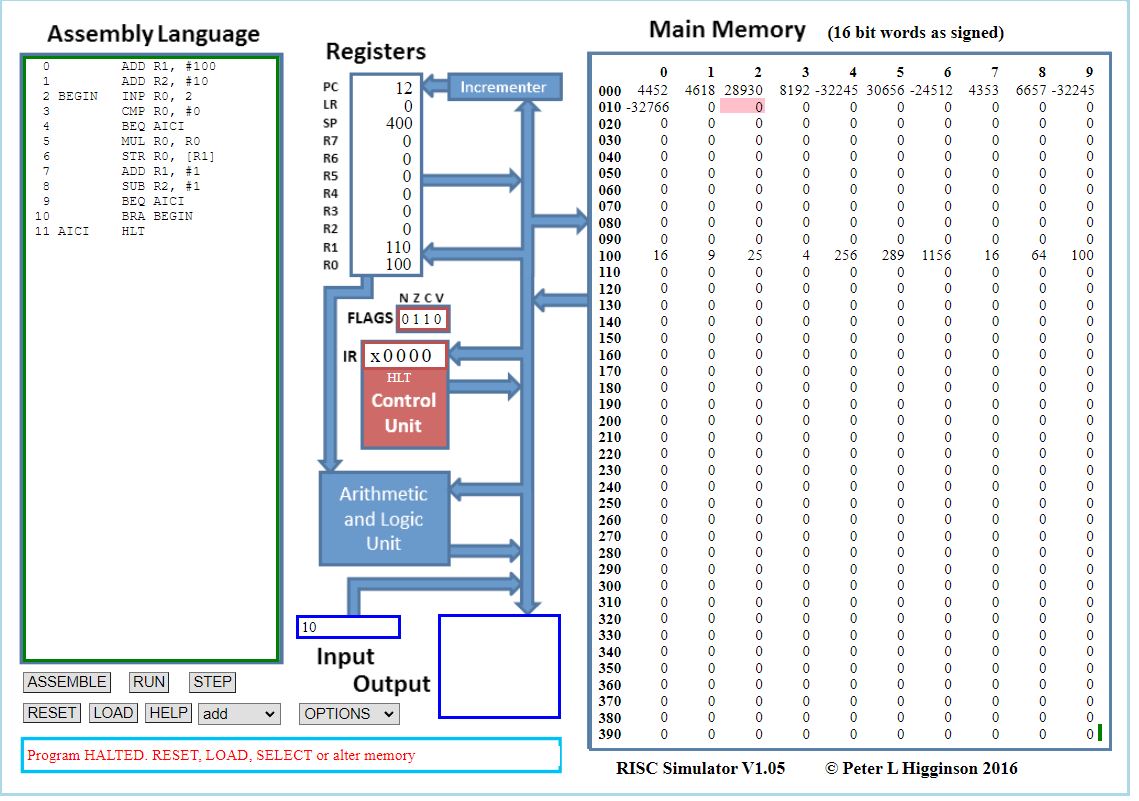 Assembly Language
0 ADD R1, #100
1 ADD R2, #10
2 BEGIN INP R0, 2
3 CMP R0, #0
4 BEQ AICI
5 MUL R0, R0
6 STR R0, [R1]
7 ADD R1, #1
8 SUB R2, #1
9 BEQ AICI
10 BRA BEGIN
11 AICI HLT
ASSEMBLE RUN STEP
RESET LOAD HELP add OPTIONS
Program HALTED. RESET, LOAD, SELECT or alter memory
Registers
PC 12
LR 0
SP 400
R7 0
R6 0
R5 0
R4 0
R3 0
R2 0
R1 110
R0 100
Incrementer
N Z C V
FLAGS 0 1 1 0
IR x0000
HLT
Control
Unit
Arithmetic
and Logic
Unit
10
Input
Output
Main Memory (16 bit words as signed)
0 1 2 3 4 5 6 7 8 9
000 4452 4618 28930 8192 -32245 30656 -24512 4353 6657 -32245
010 -32766 0 0 0 0 0 0 0 0 0
020 0 0 0 0 0 0 0 0 0 0
030 0 0 0 0 0 0 0 0 0 0
040 0 0 0 0 0 0 0 0 0 0
050 0 0 0 0 0 0 0 0 0 0
060 0 0 0 0 0 0 0 0 0 0
070 0 0 0 0 0 0 0 0 0 0
080 0 0 0 0 0 0 0 0 0 0
090 0 0 0 0 0 0 0 0 0 0
100 16 9 25 4 256 289 1156 16 64 100
110 0 0 0 0 0 0 0 0 0 0
120 0 0 0 0 0 0 0 0 0 0
130 0 0 0 0 0 0 0 0 0 0
140 0 0 0 0 0 0 0 0 0 0
150 0 0 0 0 0 0 0 0 0 0
160 0 0 0 0 0 0 0 0 0 0
170 0 0 0 0 0 0 0 0 0 0
180 0 0 0 0 0 0 0 0 0 0
190 0 0 0 0 0 0 0 0 0 0
200 0 0 0 0 0 0 0 0 0 0
210 0 0 0 0 0 0 0 0 0 0
220 0 0 0 0 0 0 0 0 0 0
230 0 0 0 0 0 0 0 0 0 0
240 0 0 0 0 0 0 0 0 0 0
250 0 0 0 0 0 0 0 0 0 0
260 0 0 0 0 0 0 0 0 0 0
270 0 0 0 0 0 0 0 0 0 0
280 0 0 0 0 0 0 0 0 0 0
290 0 0 0 0 0 0 0 0 0 0
300 0 0 0 0 0 0 0 0 0 0
310 0 0 0 0 0 0 0 0 0 0
320 0 0 0 0 0 0 0 0 0 0
330 0 0 0 0 0 0 0 0 0 0
340 0 0 0 0 0 0 0 0 0 0
350 0 0 0 0 0 0 0 0 0 0
360 0 0 0 0 0 0 0 0 0 0
370 0 0 0 0 0 0 0 0 0 0
380 0 0 0 0 0 0 0 0 0 0
390 0 0 0 0 0 0 0 0 0 0
RISC Simulator V1.05 © Peter L Higginson 2016